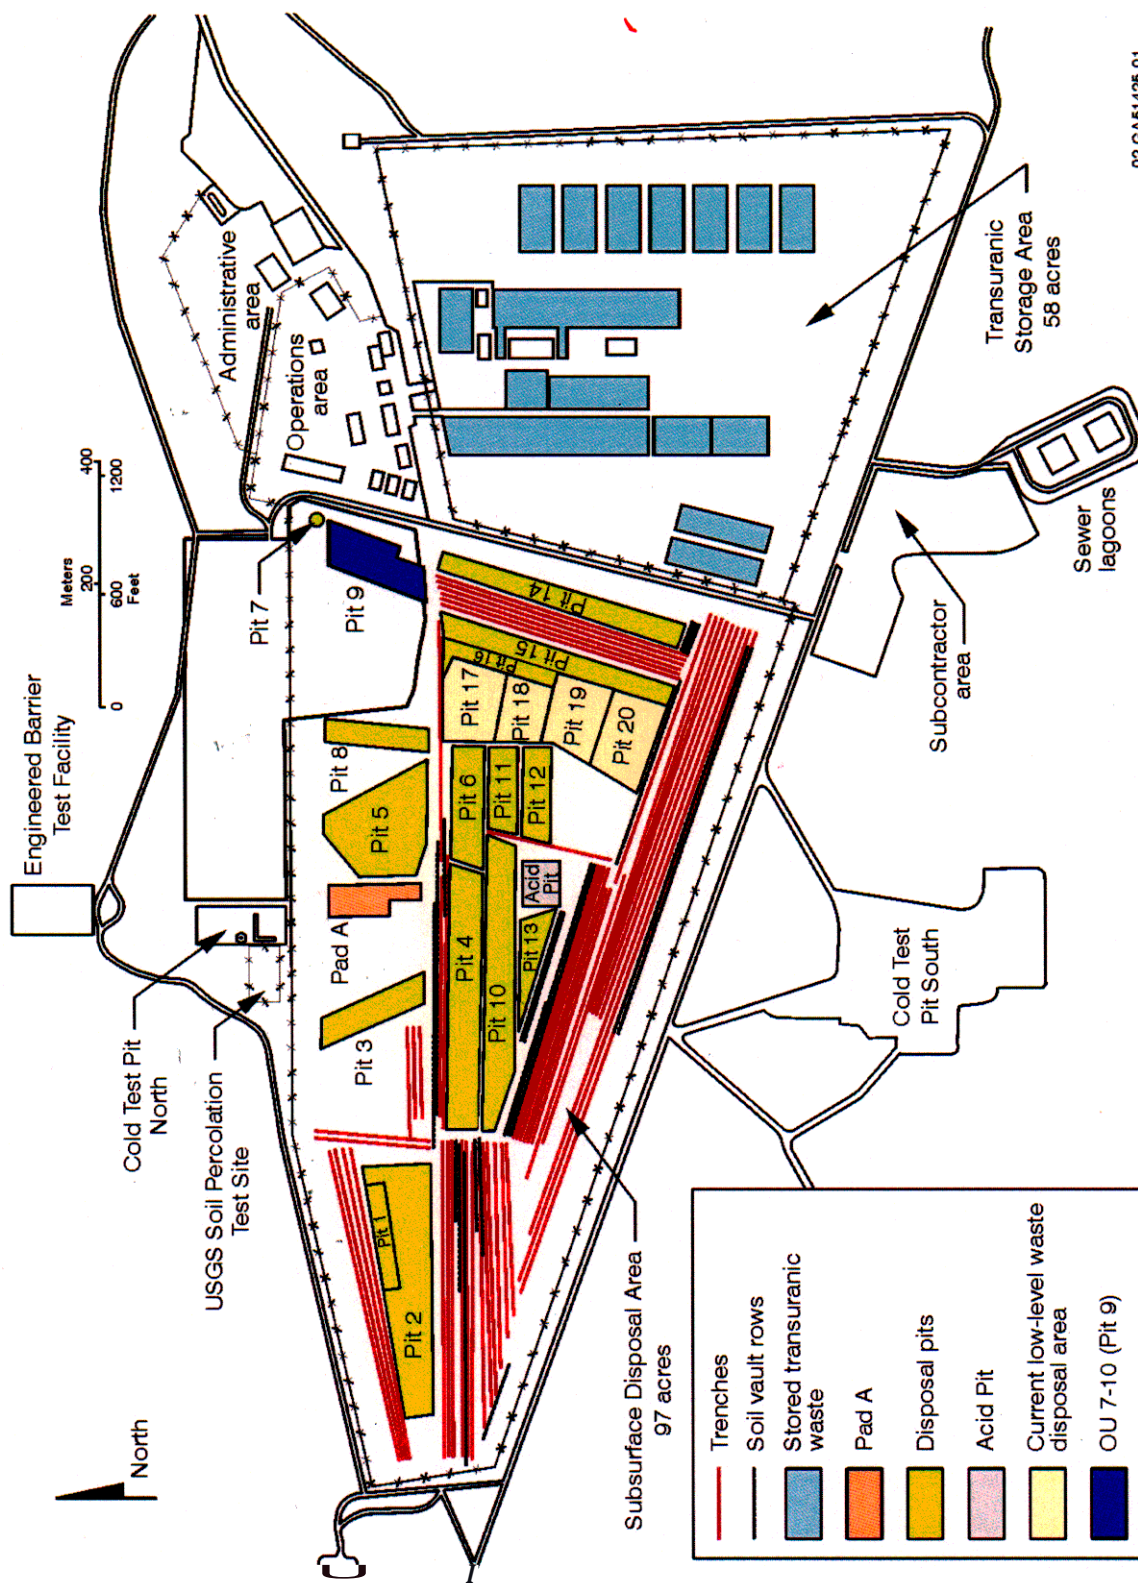 Engineered Barrier
Test Facility
Cold Test Pit
North
USGS Soil Percolation
Test Site
North
Meters
0
200
400
0
600
1200
Feet
Administrative
area
Operations
area
Pit 7
Pit 9
Pit 8
Pit 5
Pad A
Pit 3
Pit 1
Pit 2
Pit 4
Pit 6
Pit 10
Pit 11
Pit 12
Pit 13
Acid
Pit
Pit 14
Pit 15
Pit 16
Pit 17
Pit 18
Pit 19
Pit 20
Transuranic
Storage Area
58 acres
Sewer
lagoons
Subcontractor
area
Cold Test
Pit South
Subsurface Disposal Area
97 acres
Trenches
Soil vault rows
Stored transuranic
waste
Pad A
Disposal pits
Acid Pit
Current low-level waste
disposal area
OU 7-10 (Pit 9)